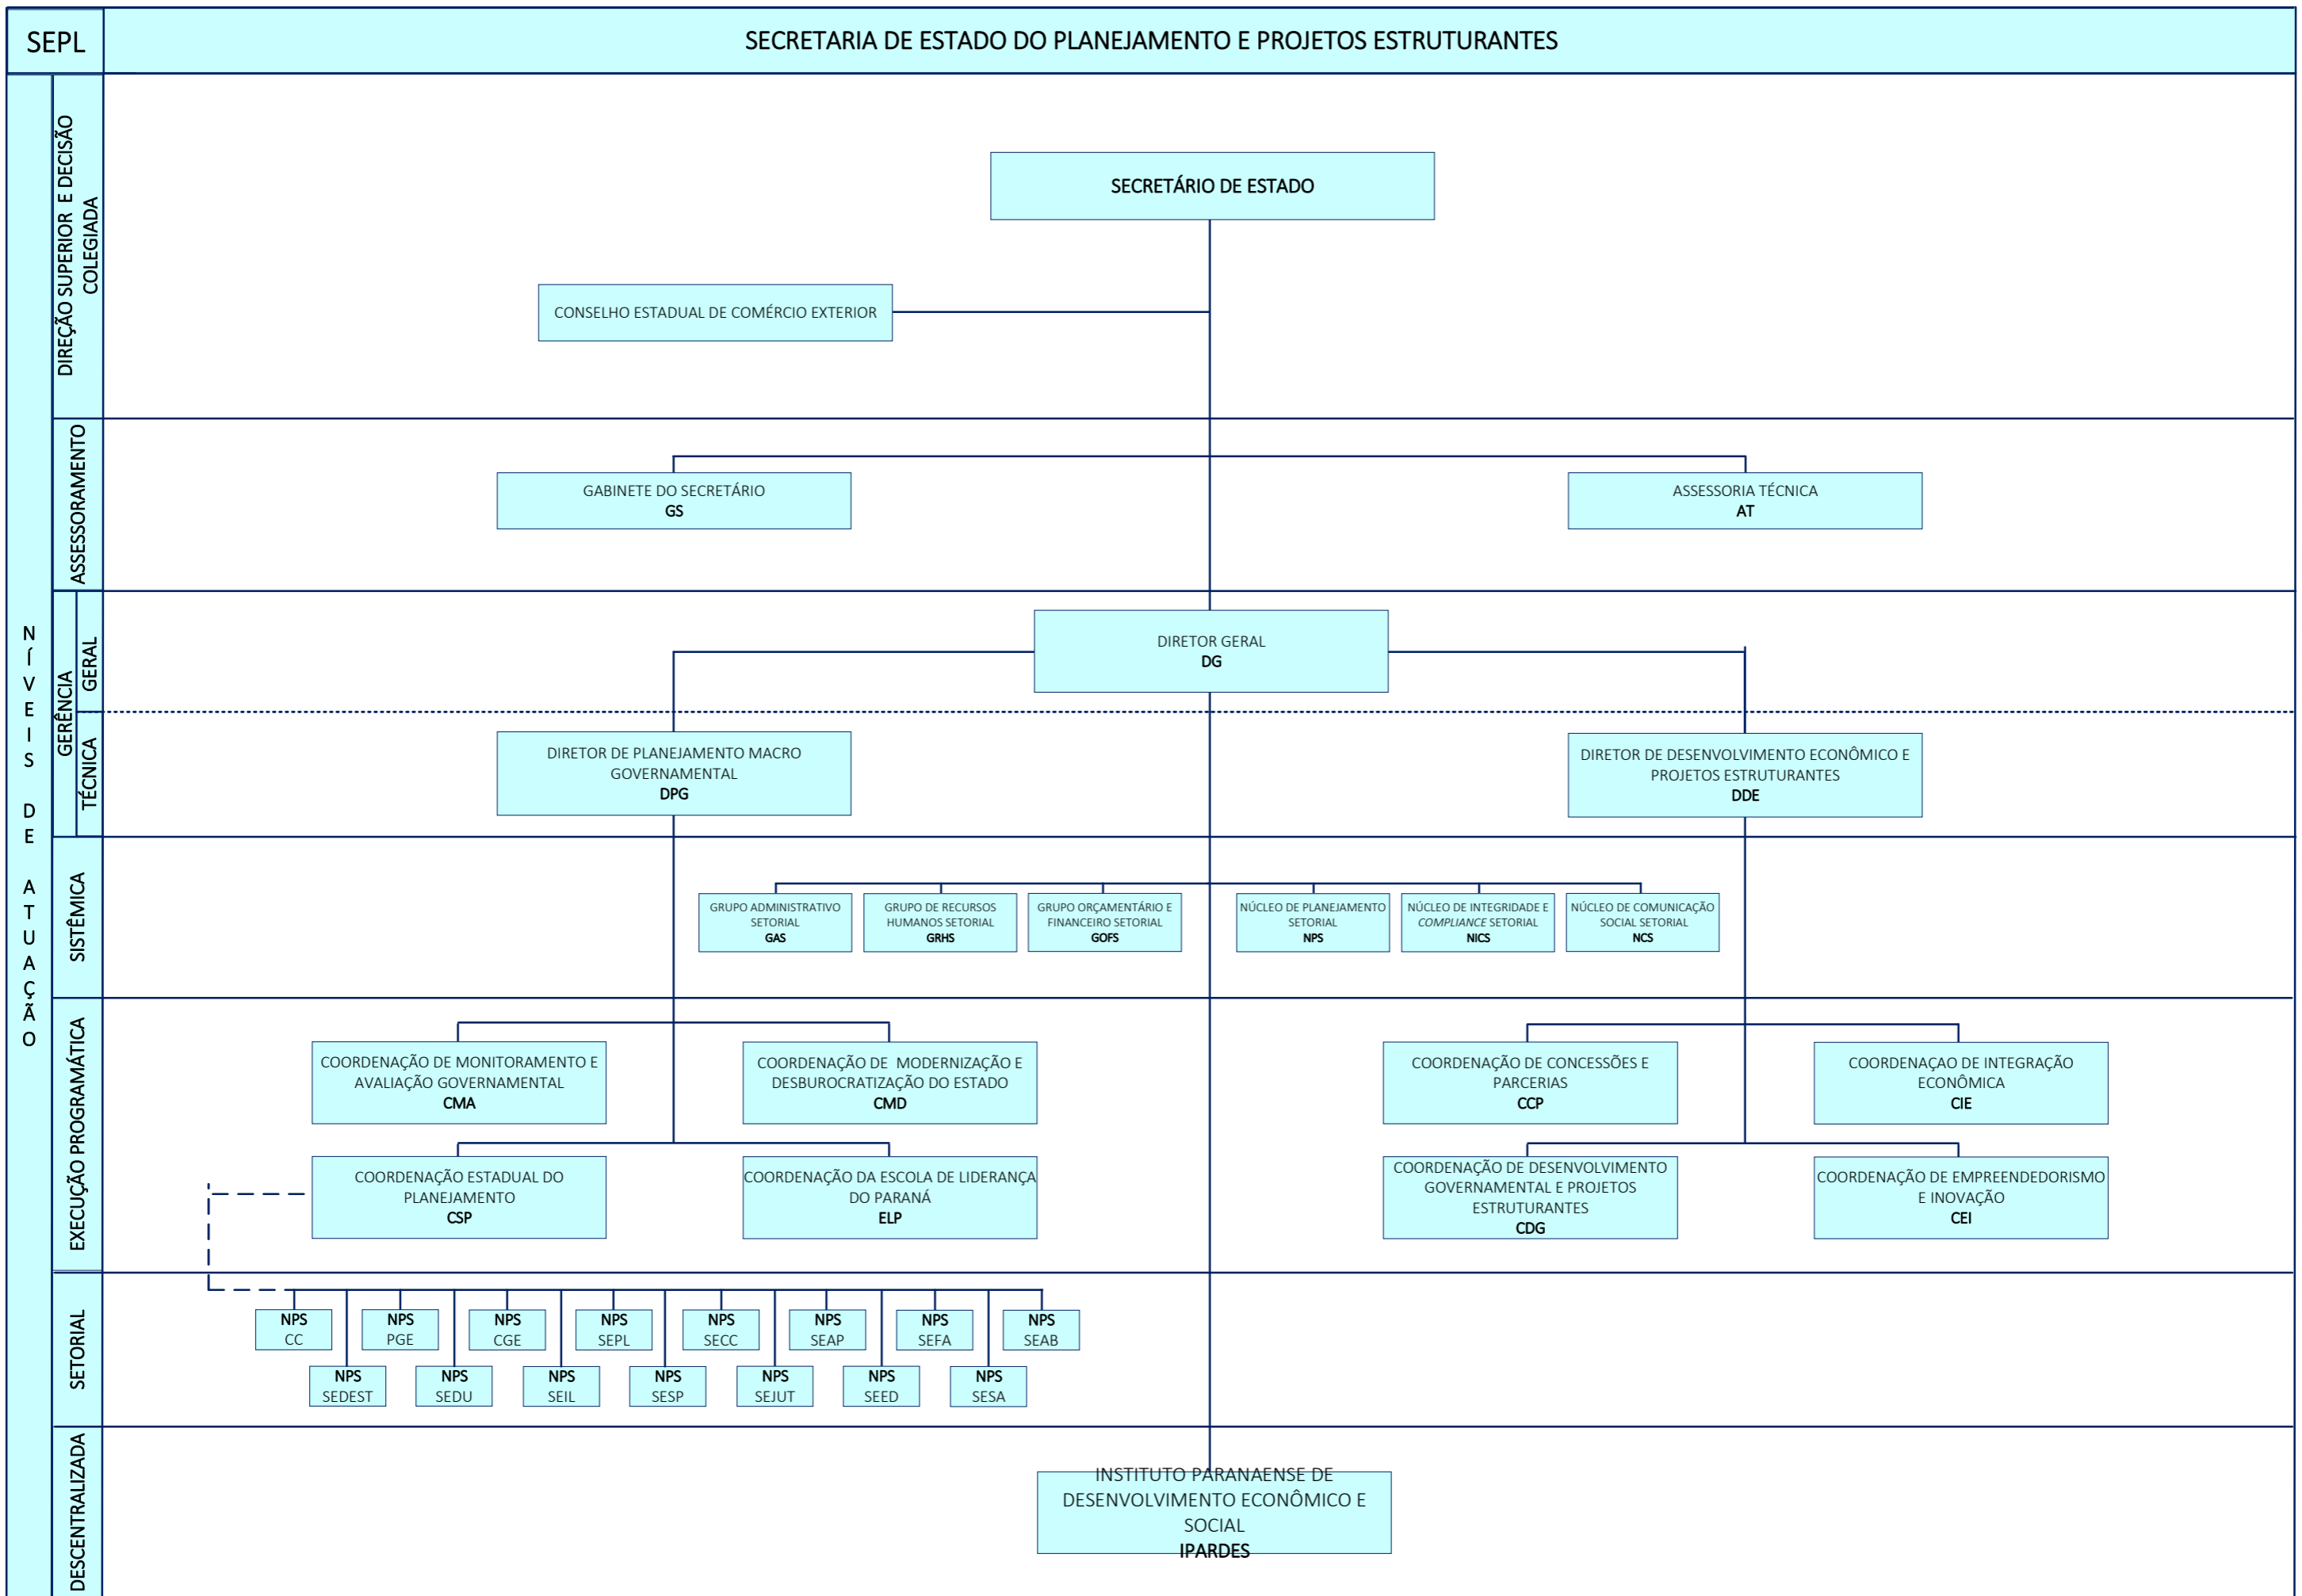 SEPL
SECRETARIA DE ESTADO DO PLANEJAMENTO E PROJETOS ESTRUTURANTES
NÍVEIS DE ATUAÇÃO
DIREÇÃO SUPERIOR E DECISÃO
COLEGIADA
SECRETÁRIO DE ESTADO
CONSELHO ESTADUAL DE COMÉRCIO EXTERIOR
ASSESSORAMENTO
GABINETE DO SECRETÁRIO
GS
ASSESSORIA TÉCNICA
AT
GERÊNCIA
GERAL
DIRETOR GERAL
DG
TÉCNICA
DIRETOR DE PLANEJAMENTO MACRO
GOVERNAMENTAL
DPG
DIRETOR DE DESENVOLVIMENTO ECONÔMICO E
PROJETOS ESTRUTURANTES
DDE
SISTÊMICA
GRUPO ADMINISTRATIVO
SETORIAL
GAS
GRUPO DE RECURSOS
HUMANOS SETORIAL
GRHS
GRUPO ORÇAMENTÁRIO E
FINANCEIRO SETORIAL
GOFS
NÚCLEO DE PLANEJAMENTO
SETORIAL
NPS
NÚCLEO DE INTEGRIDADE E
COMPLIANCE SETORIAL
NICS
NÚCLEO DE COMUNICAÇÃO
SOCIAL SETORIAL
NCS
EXECUÇÃO PROGRAMÁTICA
COORDENAÇÃO DE MONITORAMENTO E
AVALIAÇÃO GOVERNAMENTAL
CMA
COORDENAÇÃO DE MODERNIZAÇÃO E
DESBUROCRATIZAÇÃO DO ESTADO
CMD
COORDENAÇÃO DE CONCESSÕES E
PARCERIAS
CCP
COORDENAÇAO DE INTEGRAÇÃO
ECONÔMICA
CIE
COORDENAÇÃO ESTADUAL DO
PLANEJAMENTO
CSP
COORDENAÇÃO DA ESCOLA DE LIDERANÇA
DO PARANÁ
ELP
COORDENAÇÃO DE DESENVOLVIMENTO
GOVERNAMENTAL E PROJETOS
ESTRUTURANTES
CDG
COORDENAÇÃO DE EMPREENDEDORISMO
E INOVAÇÃO
CEI
SETORIAL
NPS
CC
NPS
PGE
NPS
CGE
NPS
SEPL
NPS
SECC
NPS
SEAP
NPS
SEFA
NPS
SEAB
NPS
SEDEST
NPS
SEDU
NPS
SEIL
NPS
SESP
NPS
SEJUT
NPS
SEED
NPS
SESA
DESCENTRALIZADA
INSTITUTO PARANAENSE DE
DESENVOLVIMENTO ECONÔMICO E
SOCIAL
IPARDES